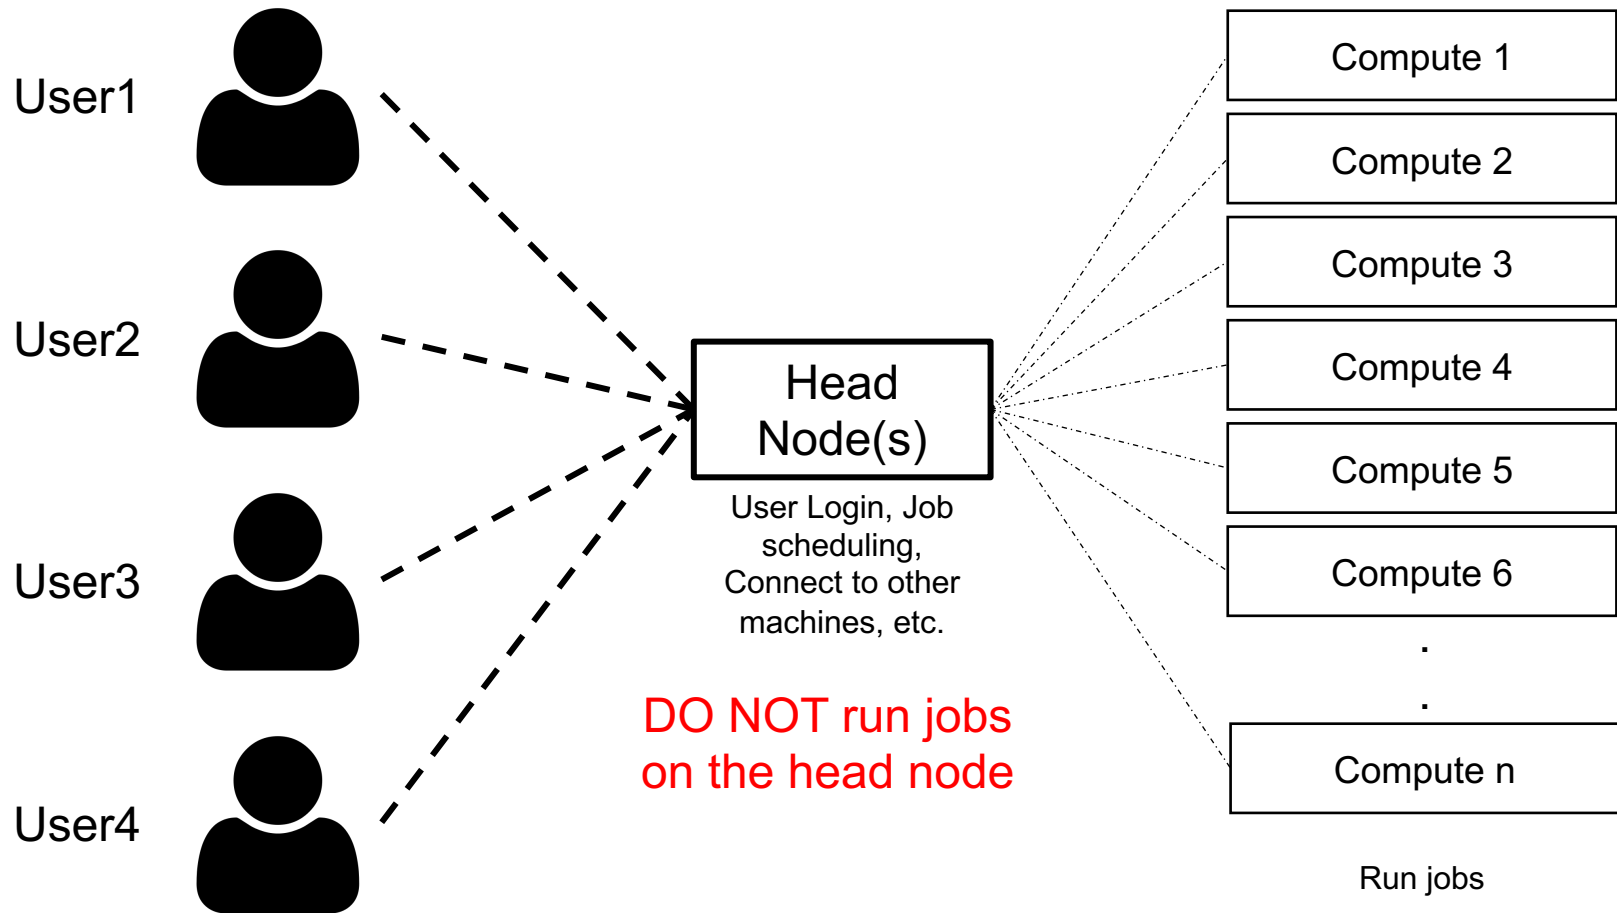 User1
User2
User3
User4
Head
Node(s)
User Login, Job
scheduling,
Connect to other
machines, etc.
DO NOT run jobs
on the head node
Compute 1
Compute 2
Compute 3
Compute 4
Compute 5
Compute 6
.
.
Compute n
Run jobs